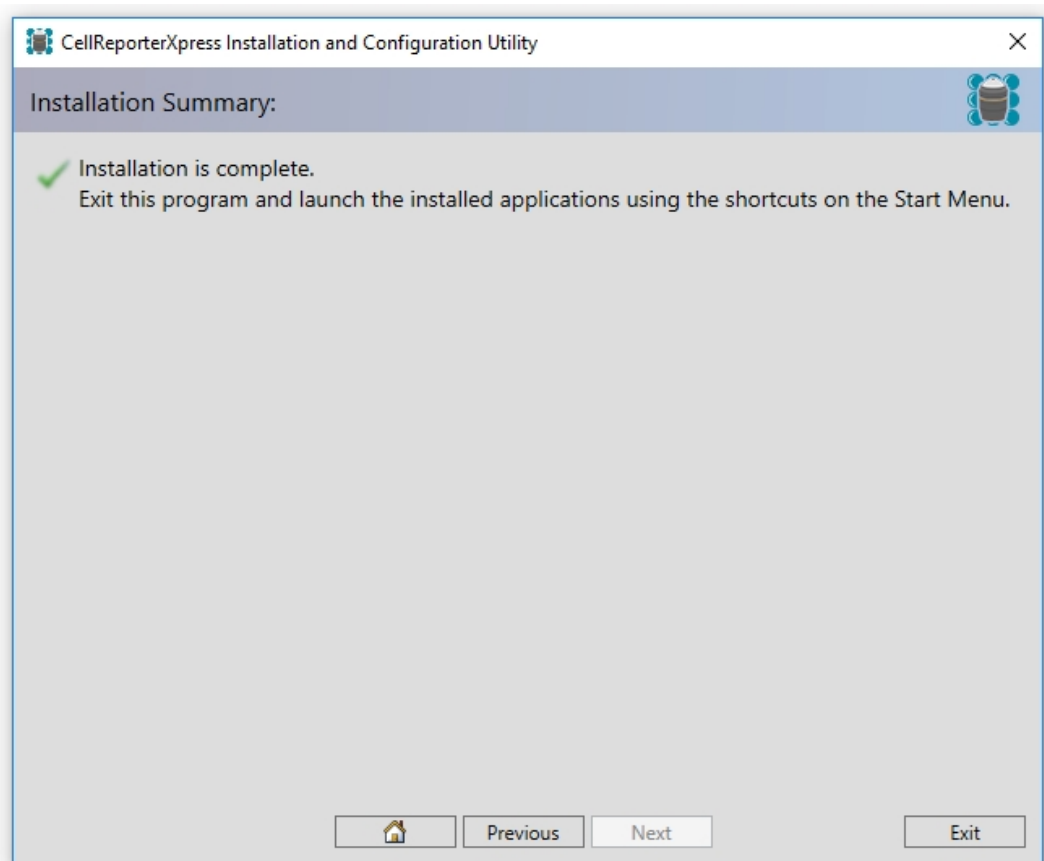 CellReporterXpress Installation and Configuration Utility
Installation Summary:
Installation is complete.
Exit this program and launch the installed applications using the shortcuts on the Start Menu.
Previous
Next
Exit